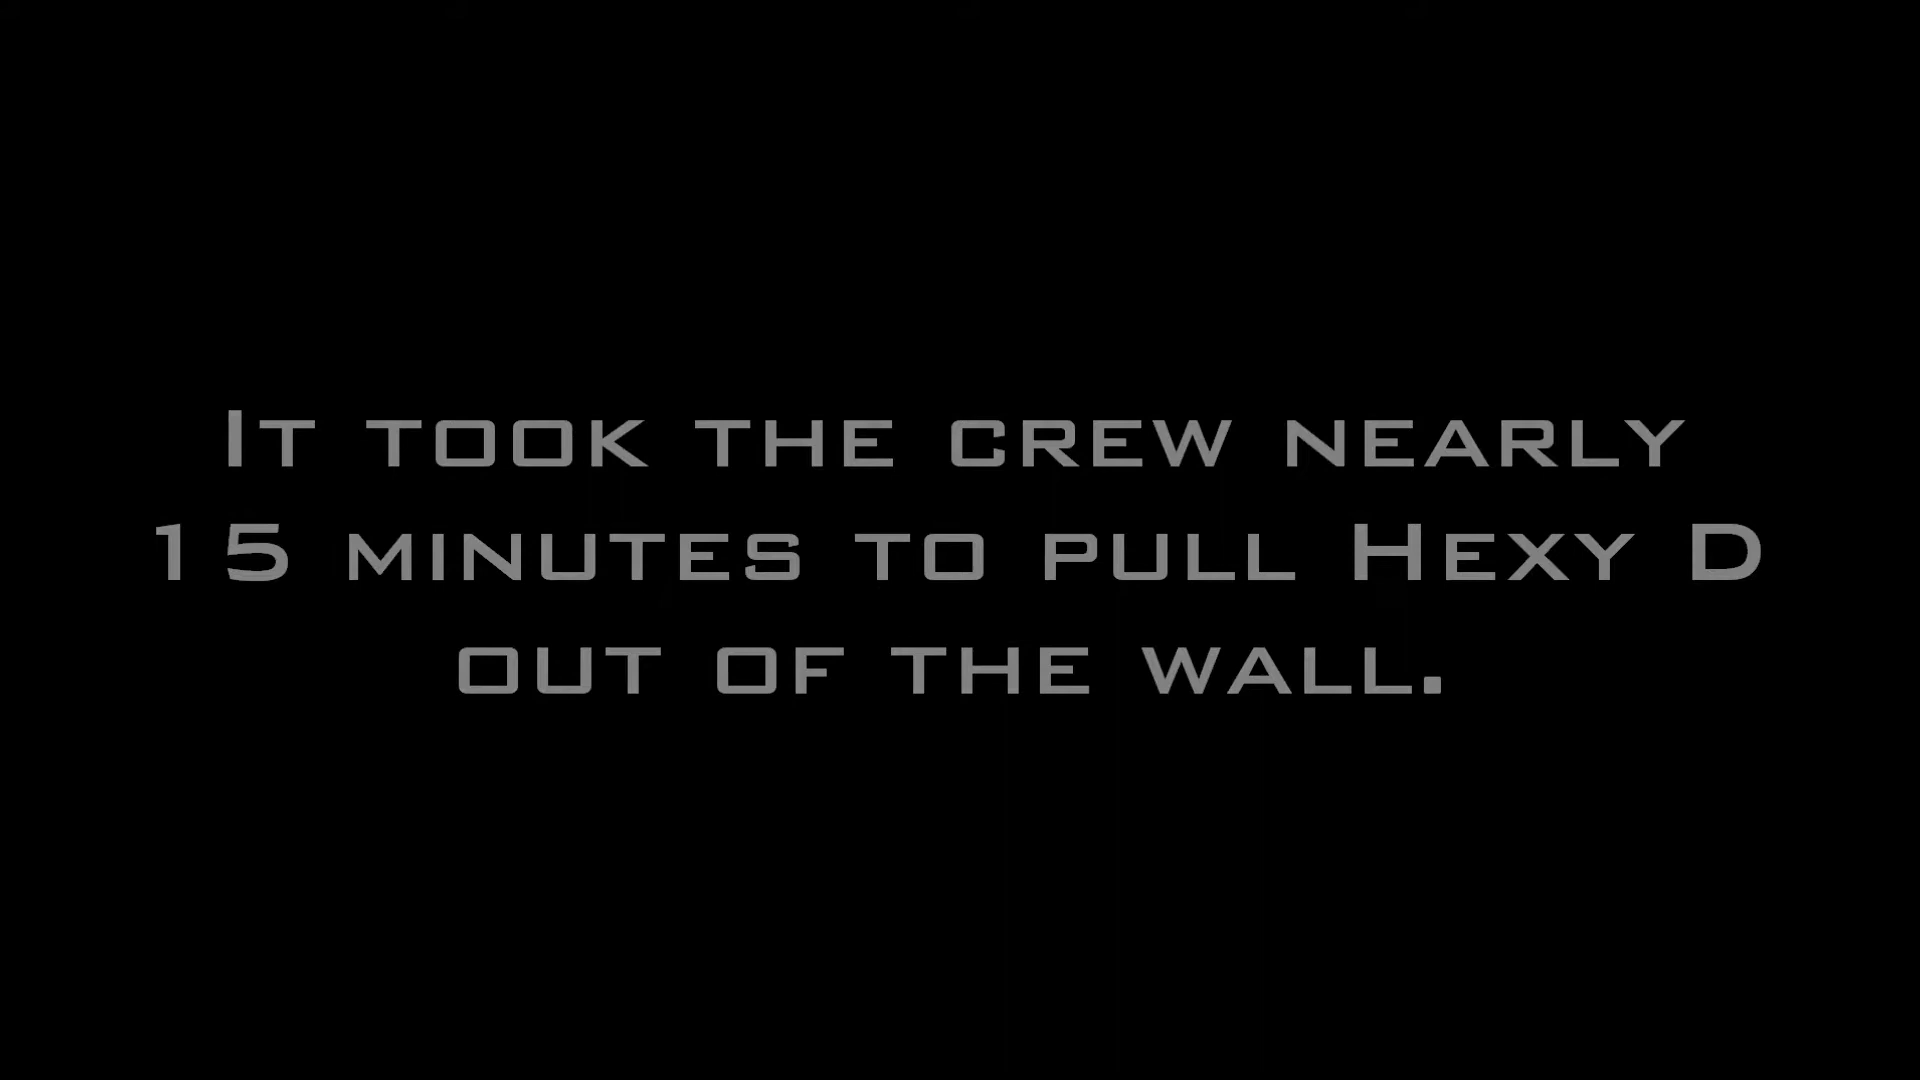 It took the crew nearly
15 minutes to pull Hexy D
out of the wall.